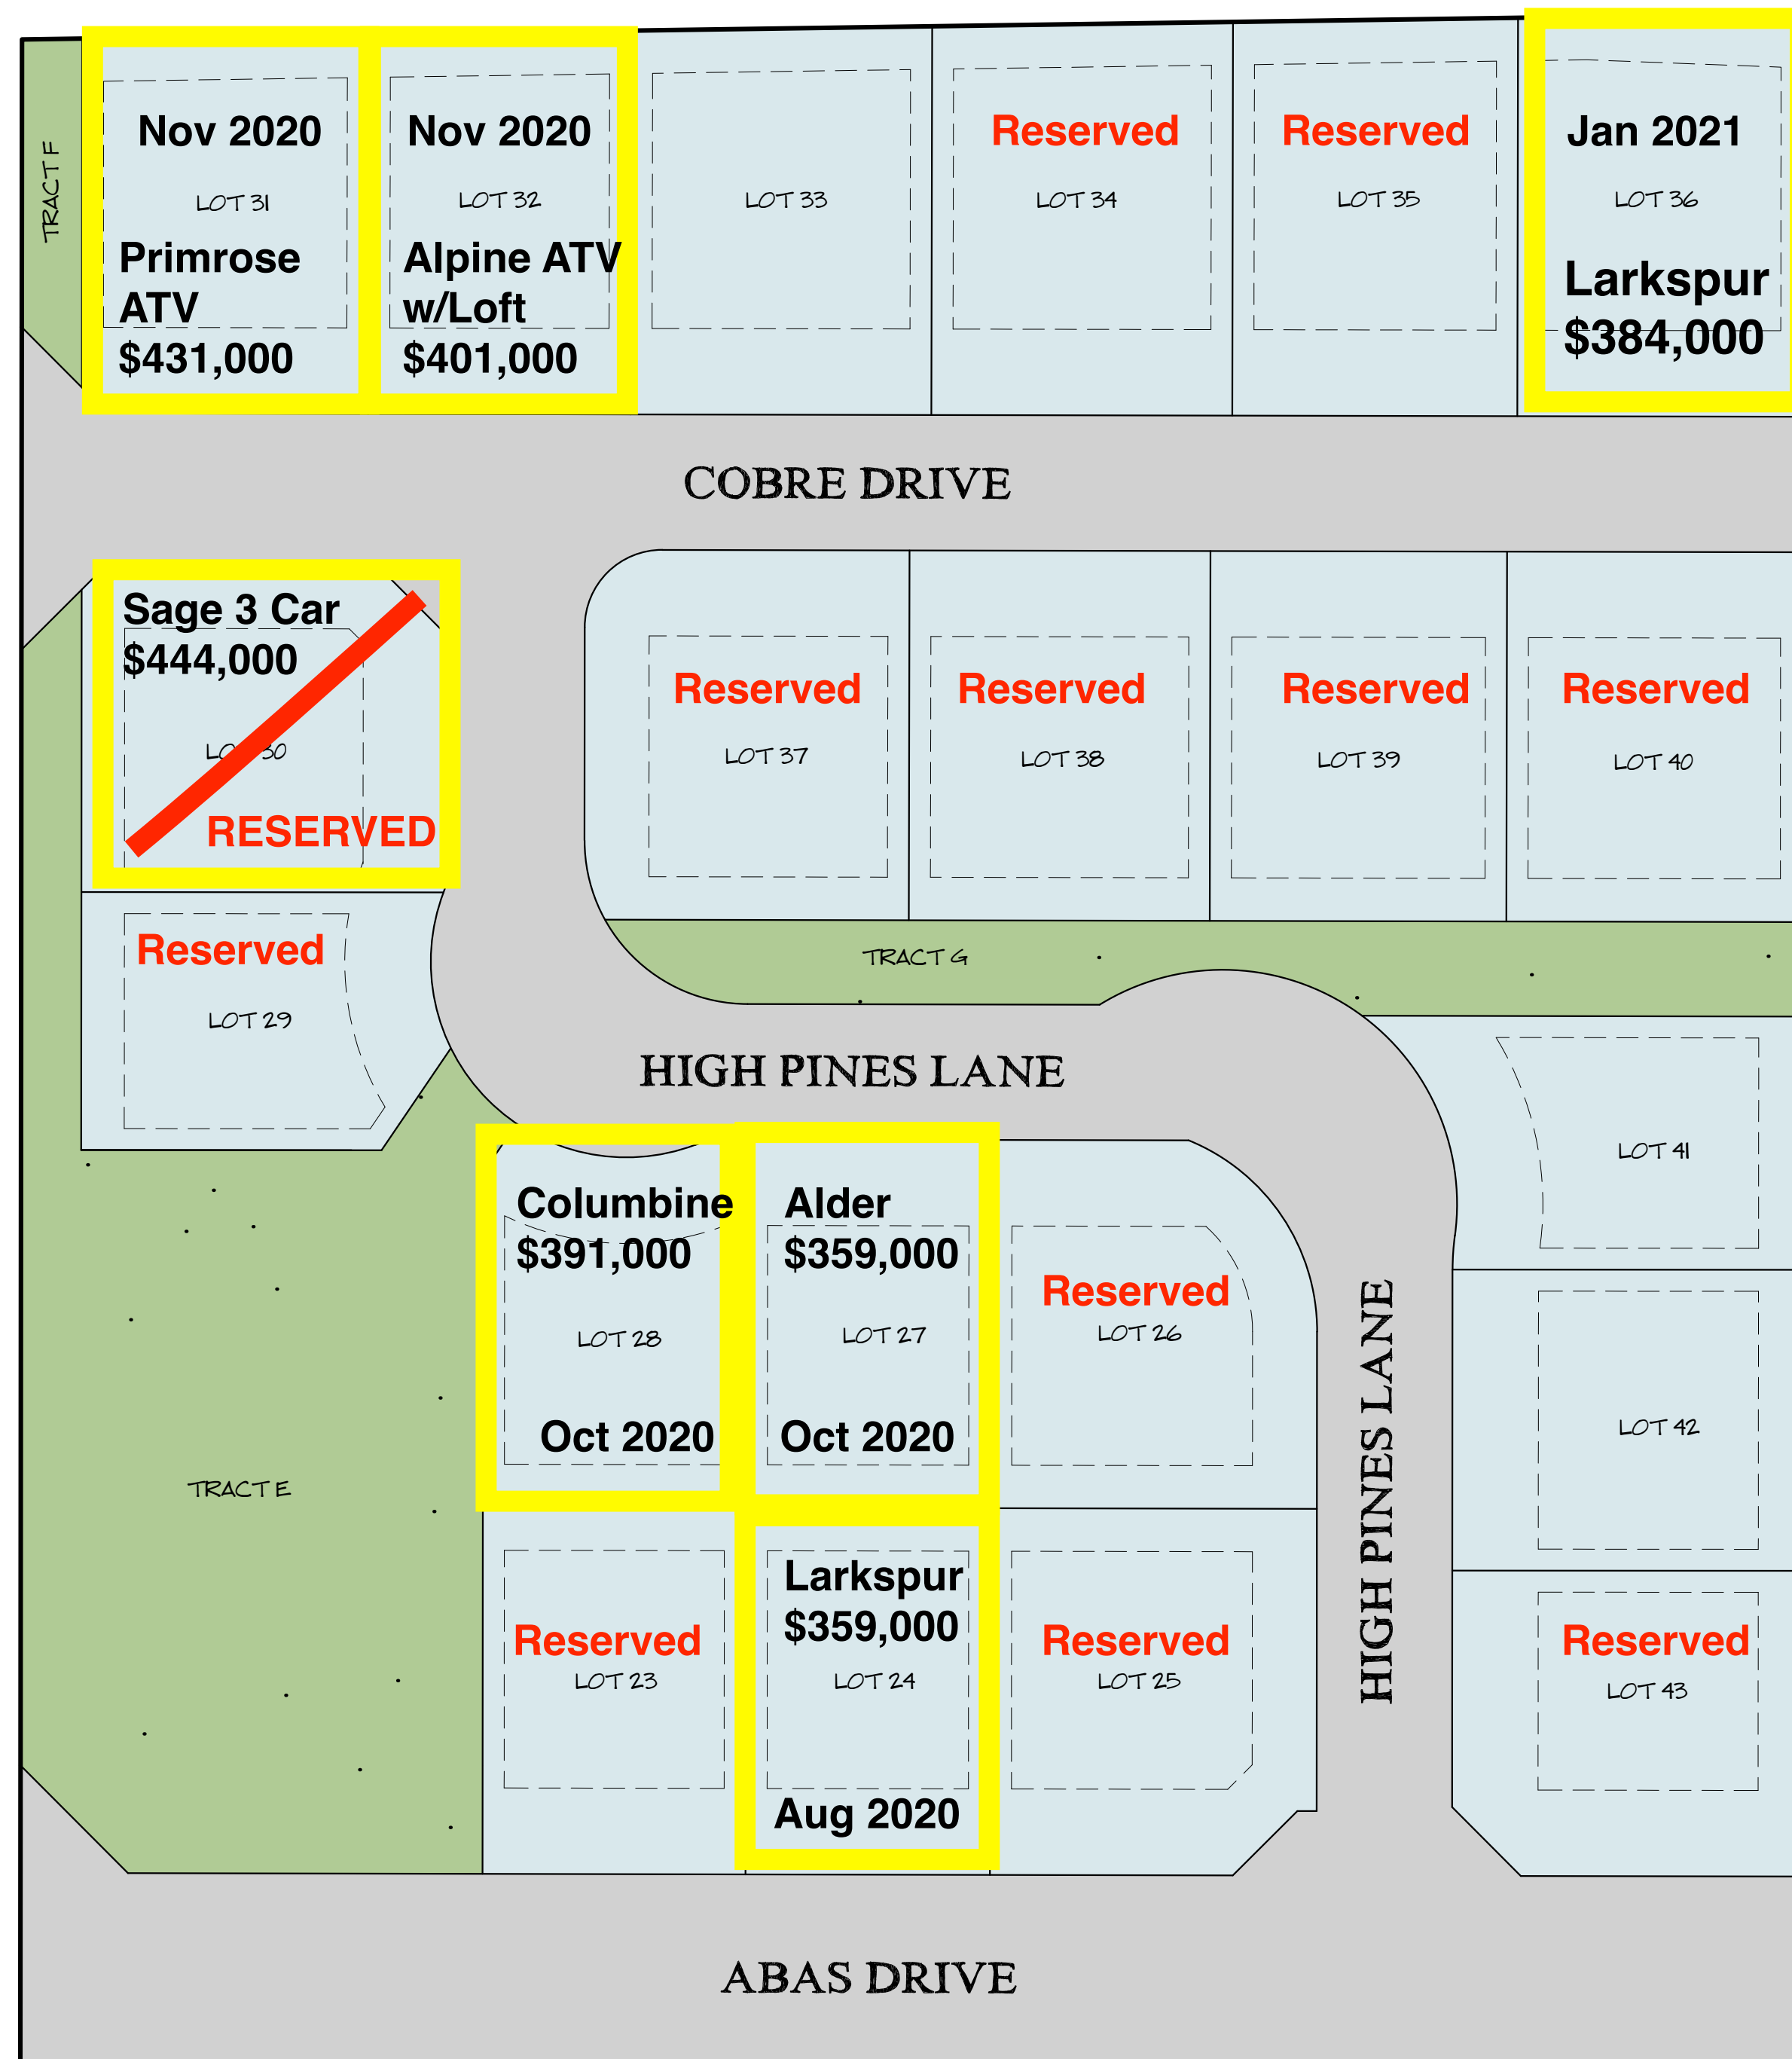 TRACT F
Nov 2020
LOT 31
Primrose
ATV
$431,000
Nov 2020
LOT 32
Alpine ATV
w/Loft
$401,000
LOT 33
Reserved
LOT 34
Reserved
LOT 35
Jan 2021
LOT 36
Larkspur
$384,000
COBRE DRIVE
Sage 3 Car
$444,000
LOT 30
RESERVED
Reserved
LOT 37
Reserved
LOT 38
Reserved
LOT 39
Reserved
LOT 40
Reserved
LOT 29
TRACT G
HIGH PINES LANE
LOT 41
Columbine
$391,000
LOT 28
Oct 2020
Alder
$359,000
LOT 27
Oct 2020
Reserved
LOT 26
HIGH PINES LANE
LOT 42
TRACT E
Reserved
LOT 23
Larkspur
$359,000
LOT 24
Aug 2020
Reserved
LOT 25
Reserved
LOT 43
ABAS DRIVE